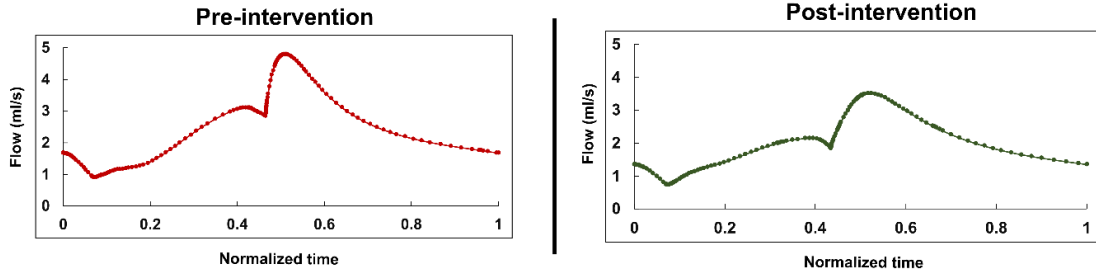 Pre-intervention
5
4
3
2
1
0
Flow (ml/s)
0 0.2 0.4 0.6 0.8 1
Normalized time
Post-intervention
5
4
3
2
1
0
Flow (ml/s)
0 0.2 0.4 0.6 0.8 1
Normalized time